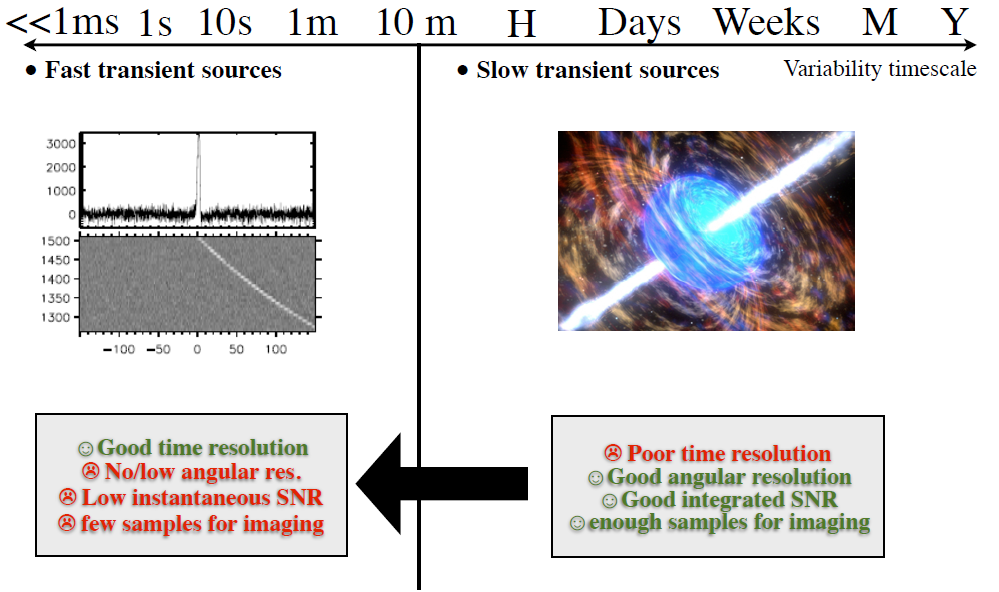 <<1ms 1s 10s 1m 10 m H Days Weeks M Y
• Fast transient sources
• Slow transient sources
Variability timescale
3000
2000
1000
0
1500
1450
1400
1350
1300
−100 −50 0 50 100
☺Good time resolution
☹ No/low angular res.
☹ Low instantaneous SNR
☹ few samples for imaging
☹ Poor time resolution
☺Good angular resolution
☺Good integrated SNR
☺enough samples for imaging